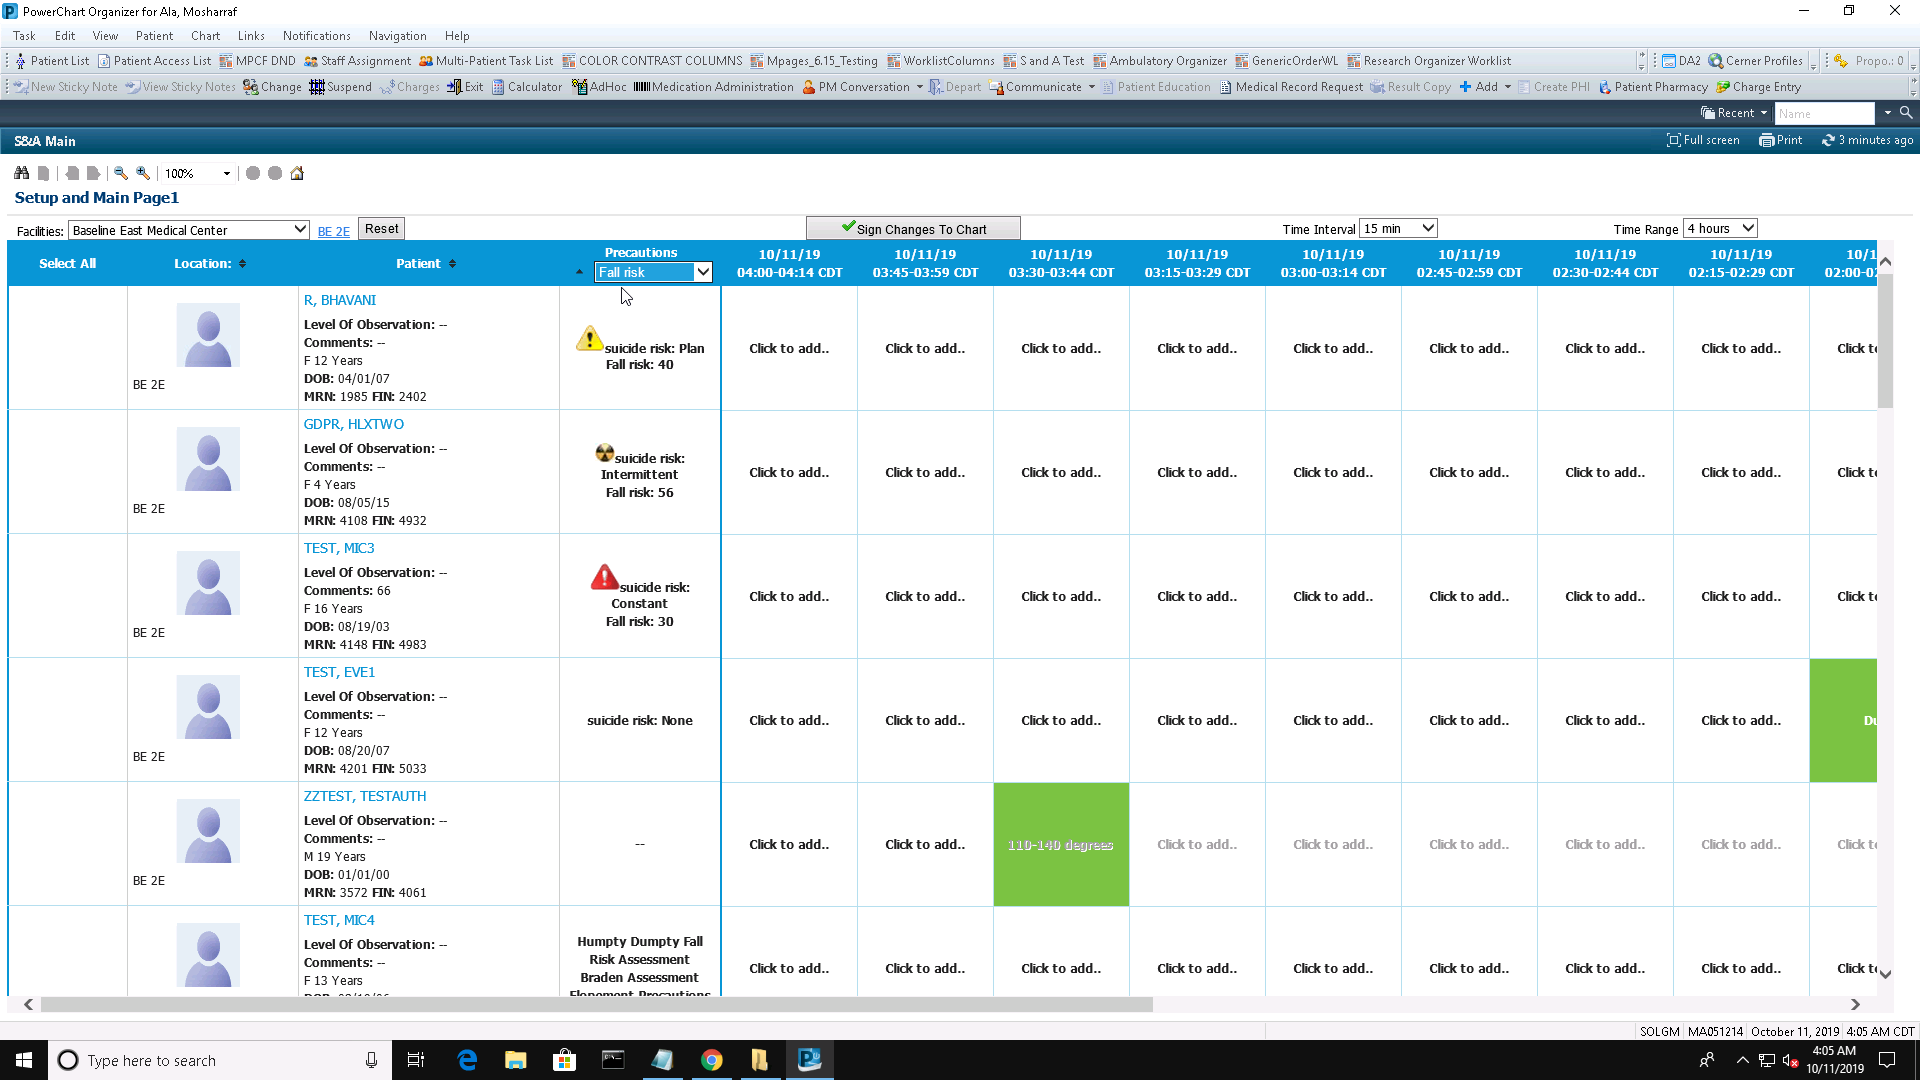 PowerChart Organizer for Ala, Mosharraf
Task Edit View Patient Chart Links Notifications Navigation Help
Patient List Patient Access List MPCF DND Staff Assignment Multi-Patient Task List COLOR CONTRAST COLUMNS Mpages_6.15_Testing WorklistColumns S and A Test Ambulatory Organizer GenericOrderWL Research Organizer Worklist DA2 Cerner Profiles Propo.: 0
New Sticky Note View Sticky Notes Change Suspend Charges Exit Calculator AdHoc Medication Administration PM Conversation Depart Communicate Patient Education Medical Record Request Result Copy Add Create PHI Patient Pharmacy Charge Entry
Recent Name
S&A Main Full screen Print 3 minutes ago
100%
Setup and Main Page1
Facilities: Baseline East Medical Center BE 2E Reset Sign Changes To Chart Time Interval 15 min Time Range 4 hours
Select All Location: Patient Precautions Fall risk
10/11/19 04:00-04:14 CDT
10/11/19 03:45-03:59 CDT
10/11/19 03:30-03:44 CDT
10/11/19 03:15-03:29 CDT
10/11/19 03:00-03:14 CDT
10/11/19 02:45-02:59 CDT
10/11/19 02:30-02:44 CDT
10/11/19 02:15-02:29 CDT
BE 2E
R, BHAVANI
Level Of Observation: --
Comments: --
F 12 Years
DOB: 04/01/07
MRN: 1985 FIN: 2402
suicide risk: Plan
Fall risk: 40
Click to add.. Click to add.. Click to add.. Click to add.. Click to add.. Click to add.. Click to add.. Click to add..
BE 2E
GDPR, HLXTWO
Level Of Observation: --
Comments: --
F 4 Years
DOB: 08/05/15
MRN: 4108 FIN: 4932
suicide risk:
Intermittent
Fall risk: 56
Click to add.. Click to add.. Click to add.. Click to add.. Click to add.. Click to add.. Click to add.. Click to add..
BE 2E
TEST, MIC3
Level Of Observation: --
Comments: 66
F 16 Years
DOB: 08/19/03
MRN: 4148 FIN: 4983
suicide risk:
Constant
Fall risk: 30
Click to add.. Click to add.. Click to add.. Click to add.. Click to add.. Click to add.. Click to add.. Click to add..
BE 2E
TEST, EVE1
Level Of Observation: --
Comments: --
F 12 Years
DOB: 08/20/07
MRN: 4201 FIN: 5033
suicide risk: None
Click to add.. Click to add.. Click to add.. Click to add.. Click to add.. Click to add.. Click to add.. Click to add..
BE 2E
ZZTEST, TESTAUTH
Level Of Observation: --
Comments: --
M 19 Years
DOB: 01/01/00
MRN: 3572 FIN: 4061
--
Click to add.. Click to add.. 110-140 degrees Click to add.. Click to add.. Click to add.. Click to add.. Click to add..
TEST, MIC4
Level Of Observation: --
Comments: --
F 13 Years
Humpty Dumpty Fall
Risk Assessment
Braden Assessment
Elopement Precautions
Click to add.. Click to add.. Click to add.. Click to add.. Click to add.. Click to add.. Click to add.. Click to add..
SOLGM MA051214 October 11, 2019 4:05 AM CDT
Type here to search
4:05 AM
10/11/2019